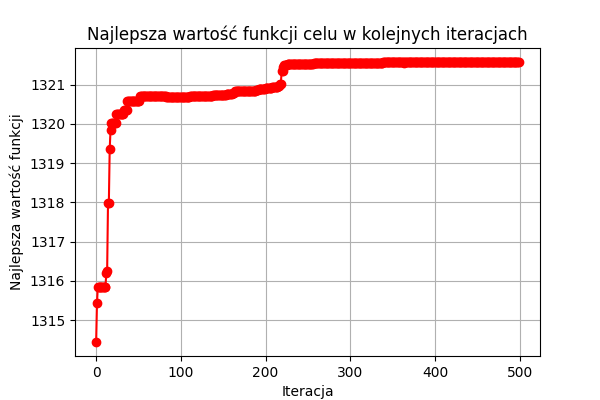 Najlepsza wartość funkcji celu w kolejnych iteracjach
Najlepsza wartość funkcji
1321
1320
1319
1318
1317
1316
1315
0 100 200 300 400 500
Iteracja